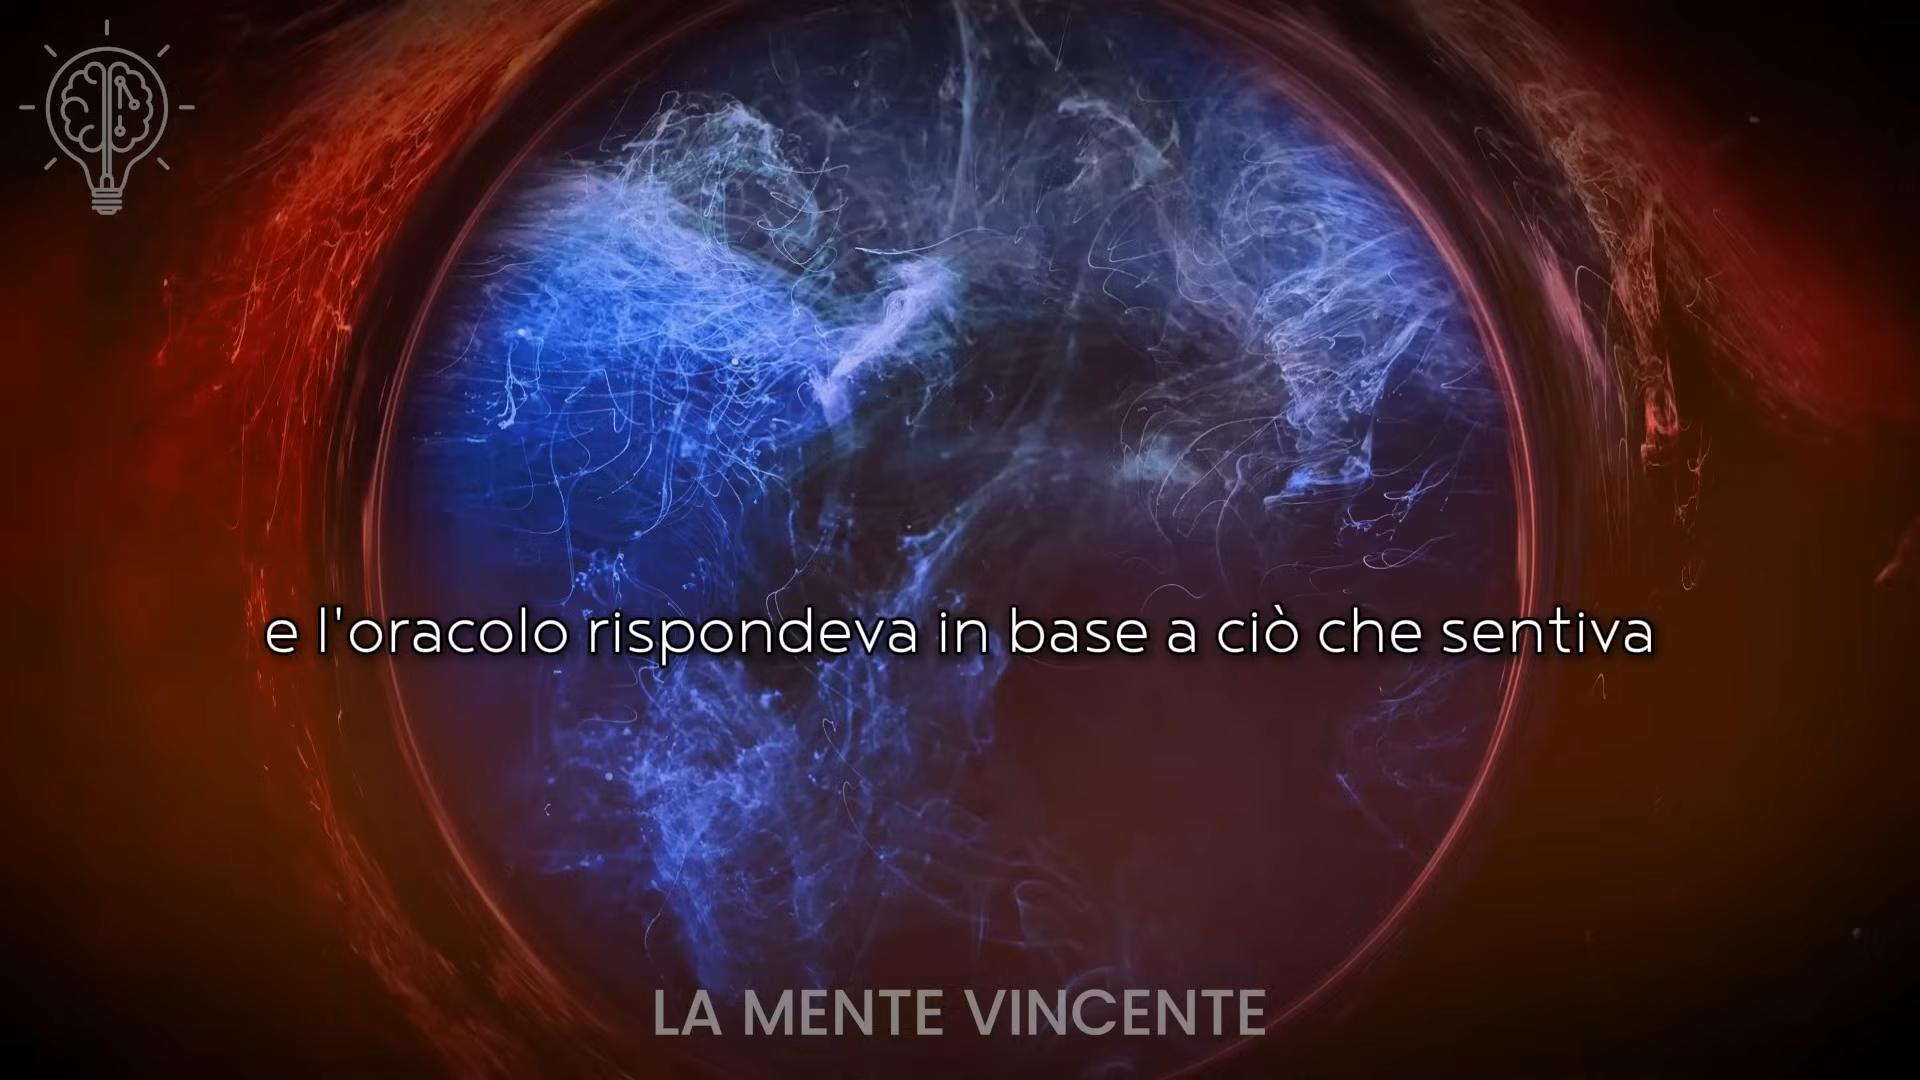 e l'oracolo rispondeva in base a ciò che sentiva
LA MENTE VINCENTE